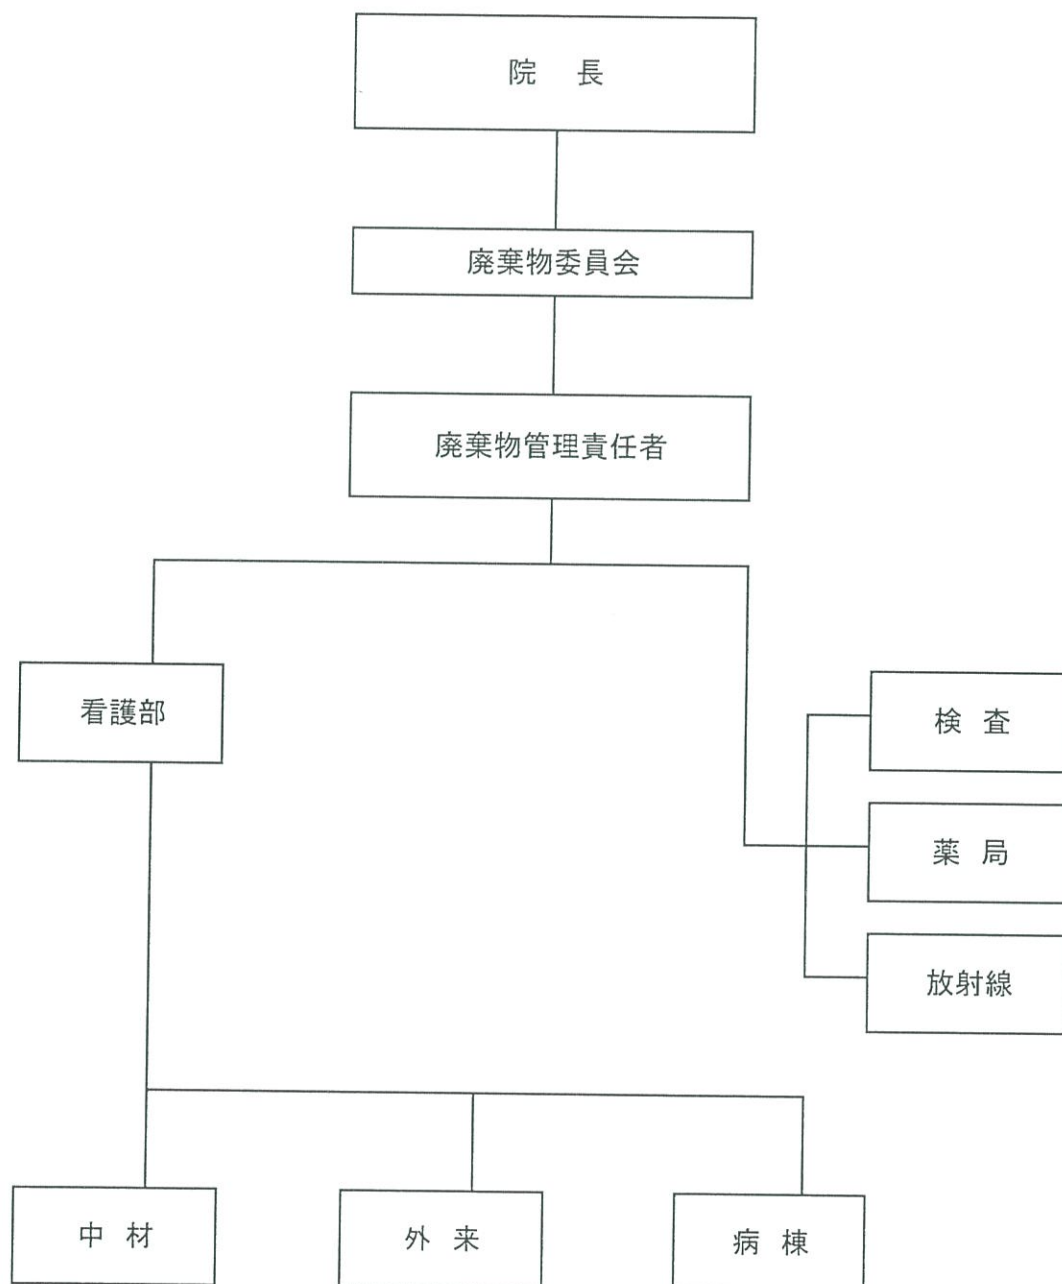 院 長
廃棄物委員会
廃棄物管理責任者
看護部
検 査
薬 局
放射線
中 材
外 来
病 棟